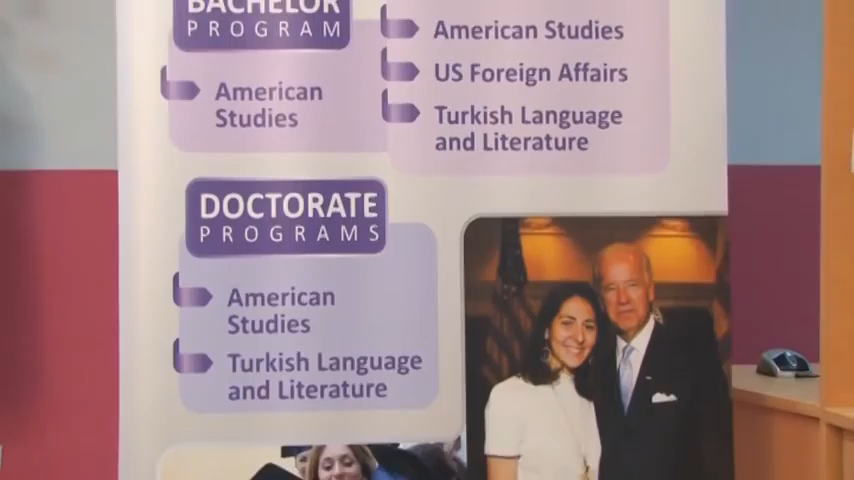 BACHELOR
PROGRAM
American
Studies
American Studies
US Foreign Affairs
Turkish Language
and Literature
DOCTORATE
PROGRAMS
American
Studies
Turkish Language
and Literature